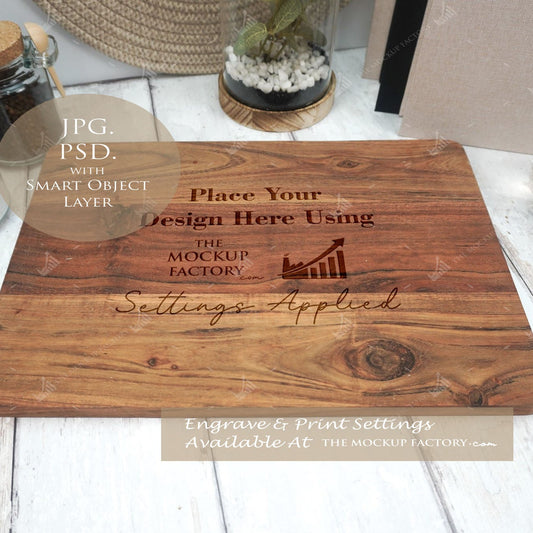 JPG.
PSD.
WITH
SMART OBJECT
LAYER
Place Your
Design Here Using
THE
MOCKUP
FACTORY.com
Settings Applied
Engrave & Print Settings
Available At THE MOCKUP FACTORY.com